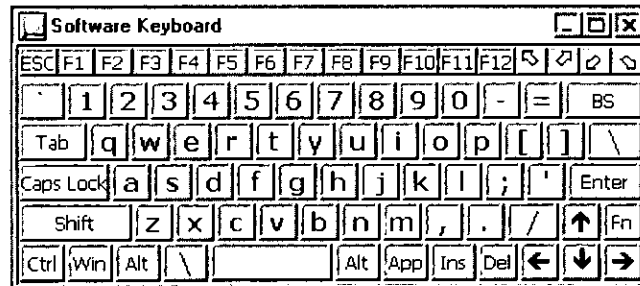 Software Keyboard
ESC F1 F2 F3 F4 F5 F6 F7 F8 F9 F10 F11 F12
` 1 2 3 4 5 6 7 8 9 0 - = BS
Tab q w e r t y u i o p [ ] \
Caps Lock a s d f g h j k l ; ' Enter
Shift z x c v b n m , . / ↑ Fn
Ctrl Win Alt \ Alt App Ins Del ← ↓ →